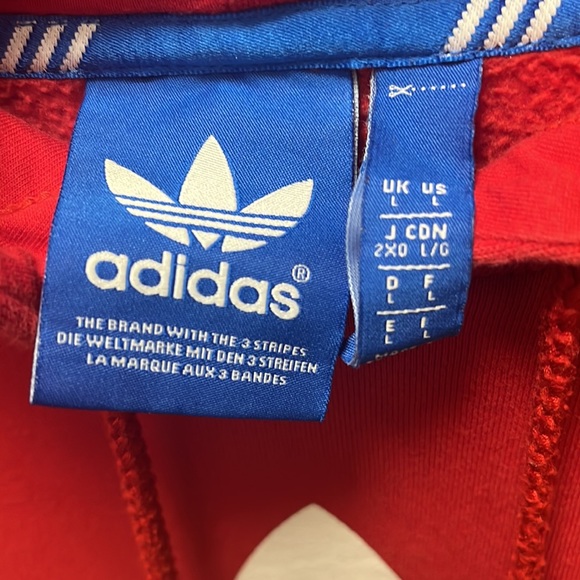 adidas®
THE BRAND WITH THE 3 STRIPES
DIE WELTMARKE MIT DEN 3 STREIFEN
LA MARQUE AUX 3 BANDES
UK US
L L
J CDN
2XO L/G
D F
L L
E I
L L